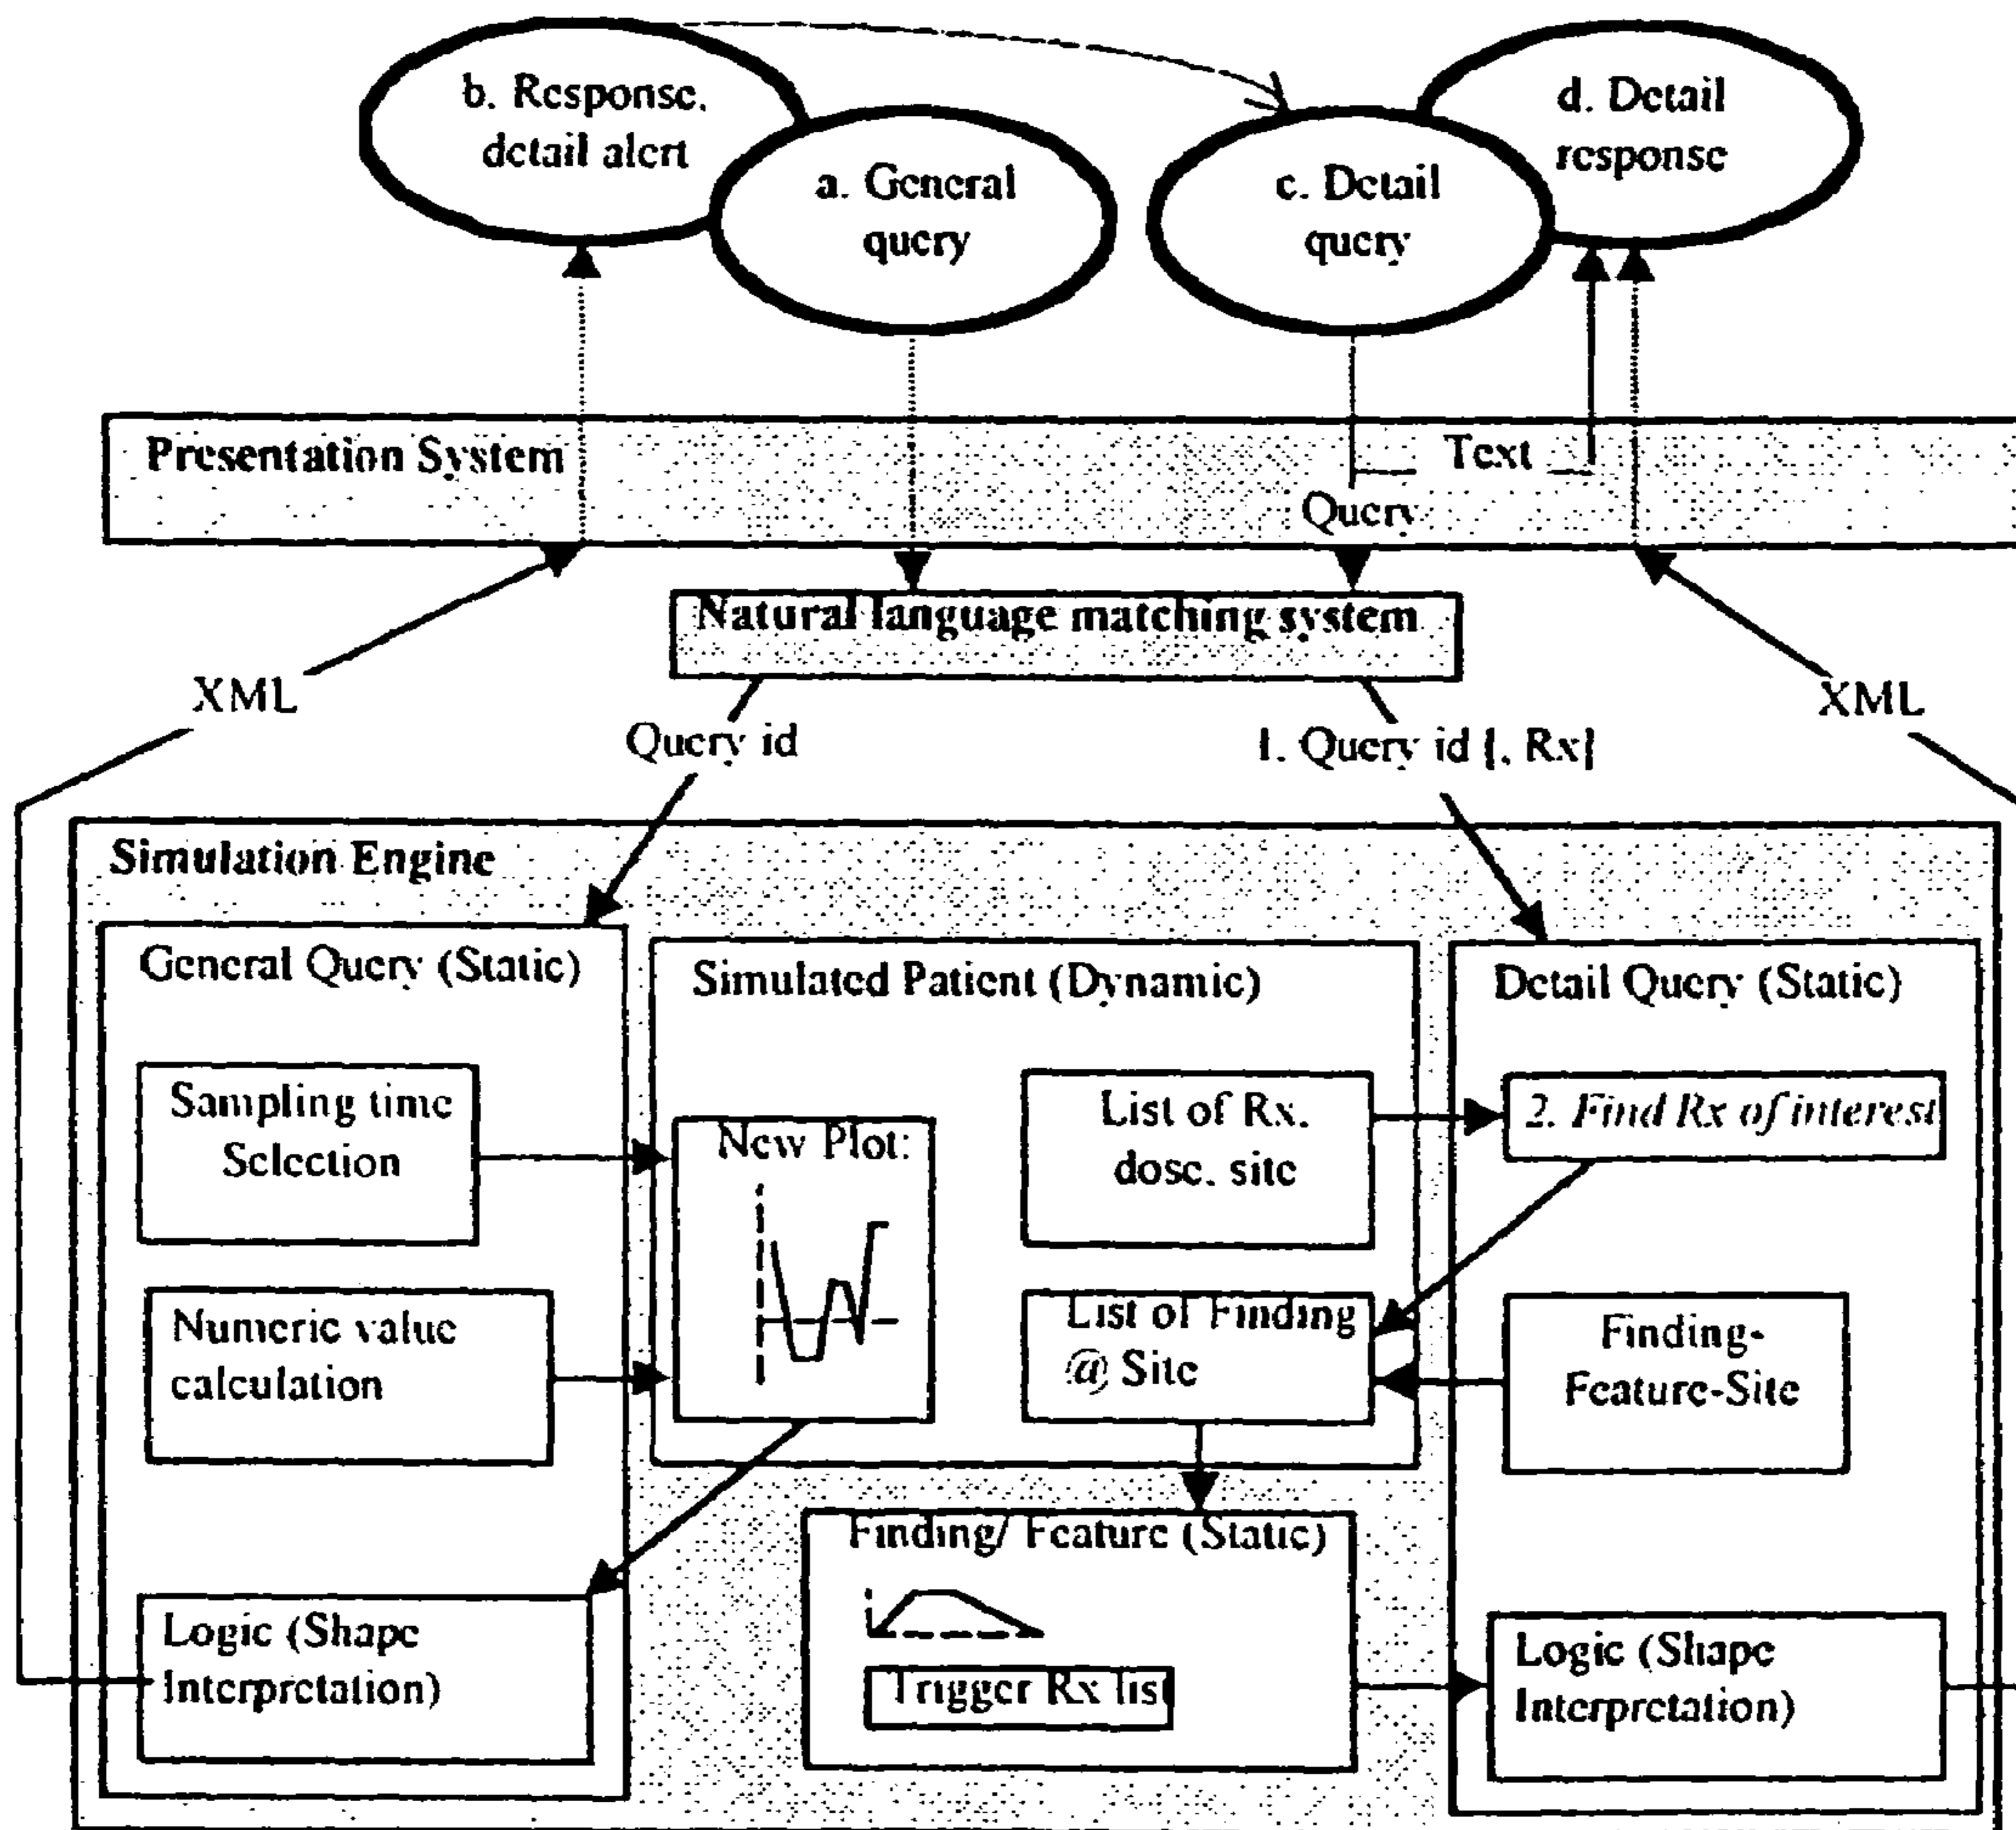 b. Response,
detail alert
a. General
query
c. Detail
query
d. Detail
response
Presentation System
Text
Query
Natural language matching system
XML
Query id
1. Query id [, Rx]
XML
Simulation Engine
General Query (Static)
Simulated Patient (Dynamic)
Detail Query (Static)
Sampling time
Selection
New Plot:
List of Rx,
dose, site
2. Find Rx of interest
Numeric value
calculation
List of Finding
@ Site
Finding-
Feature-Site
Finding/ Feature (Static)
Logic (Shape
Interpretation)
Trigger Rx list
Logic (Shape
Interpretation)